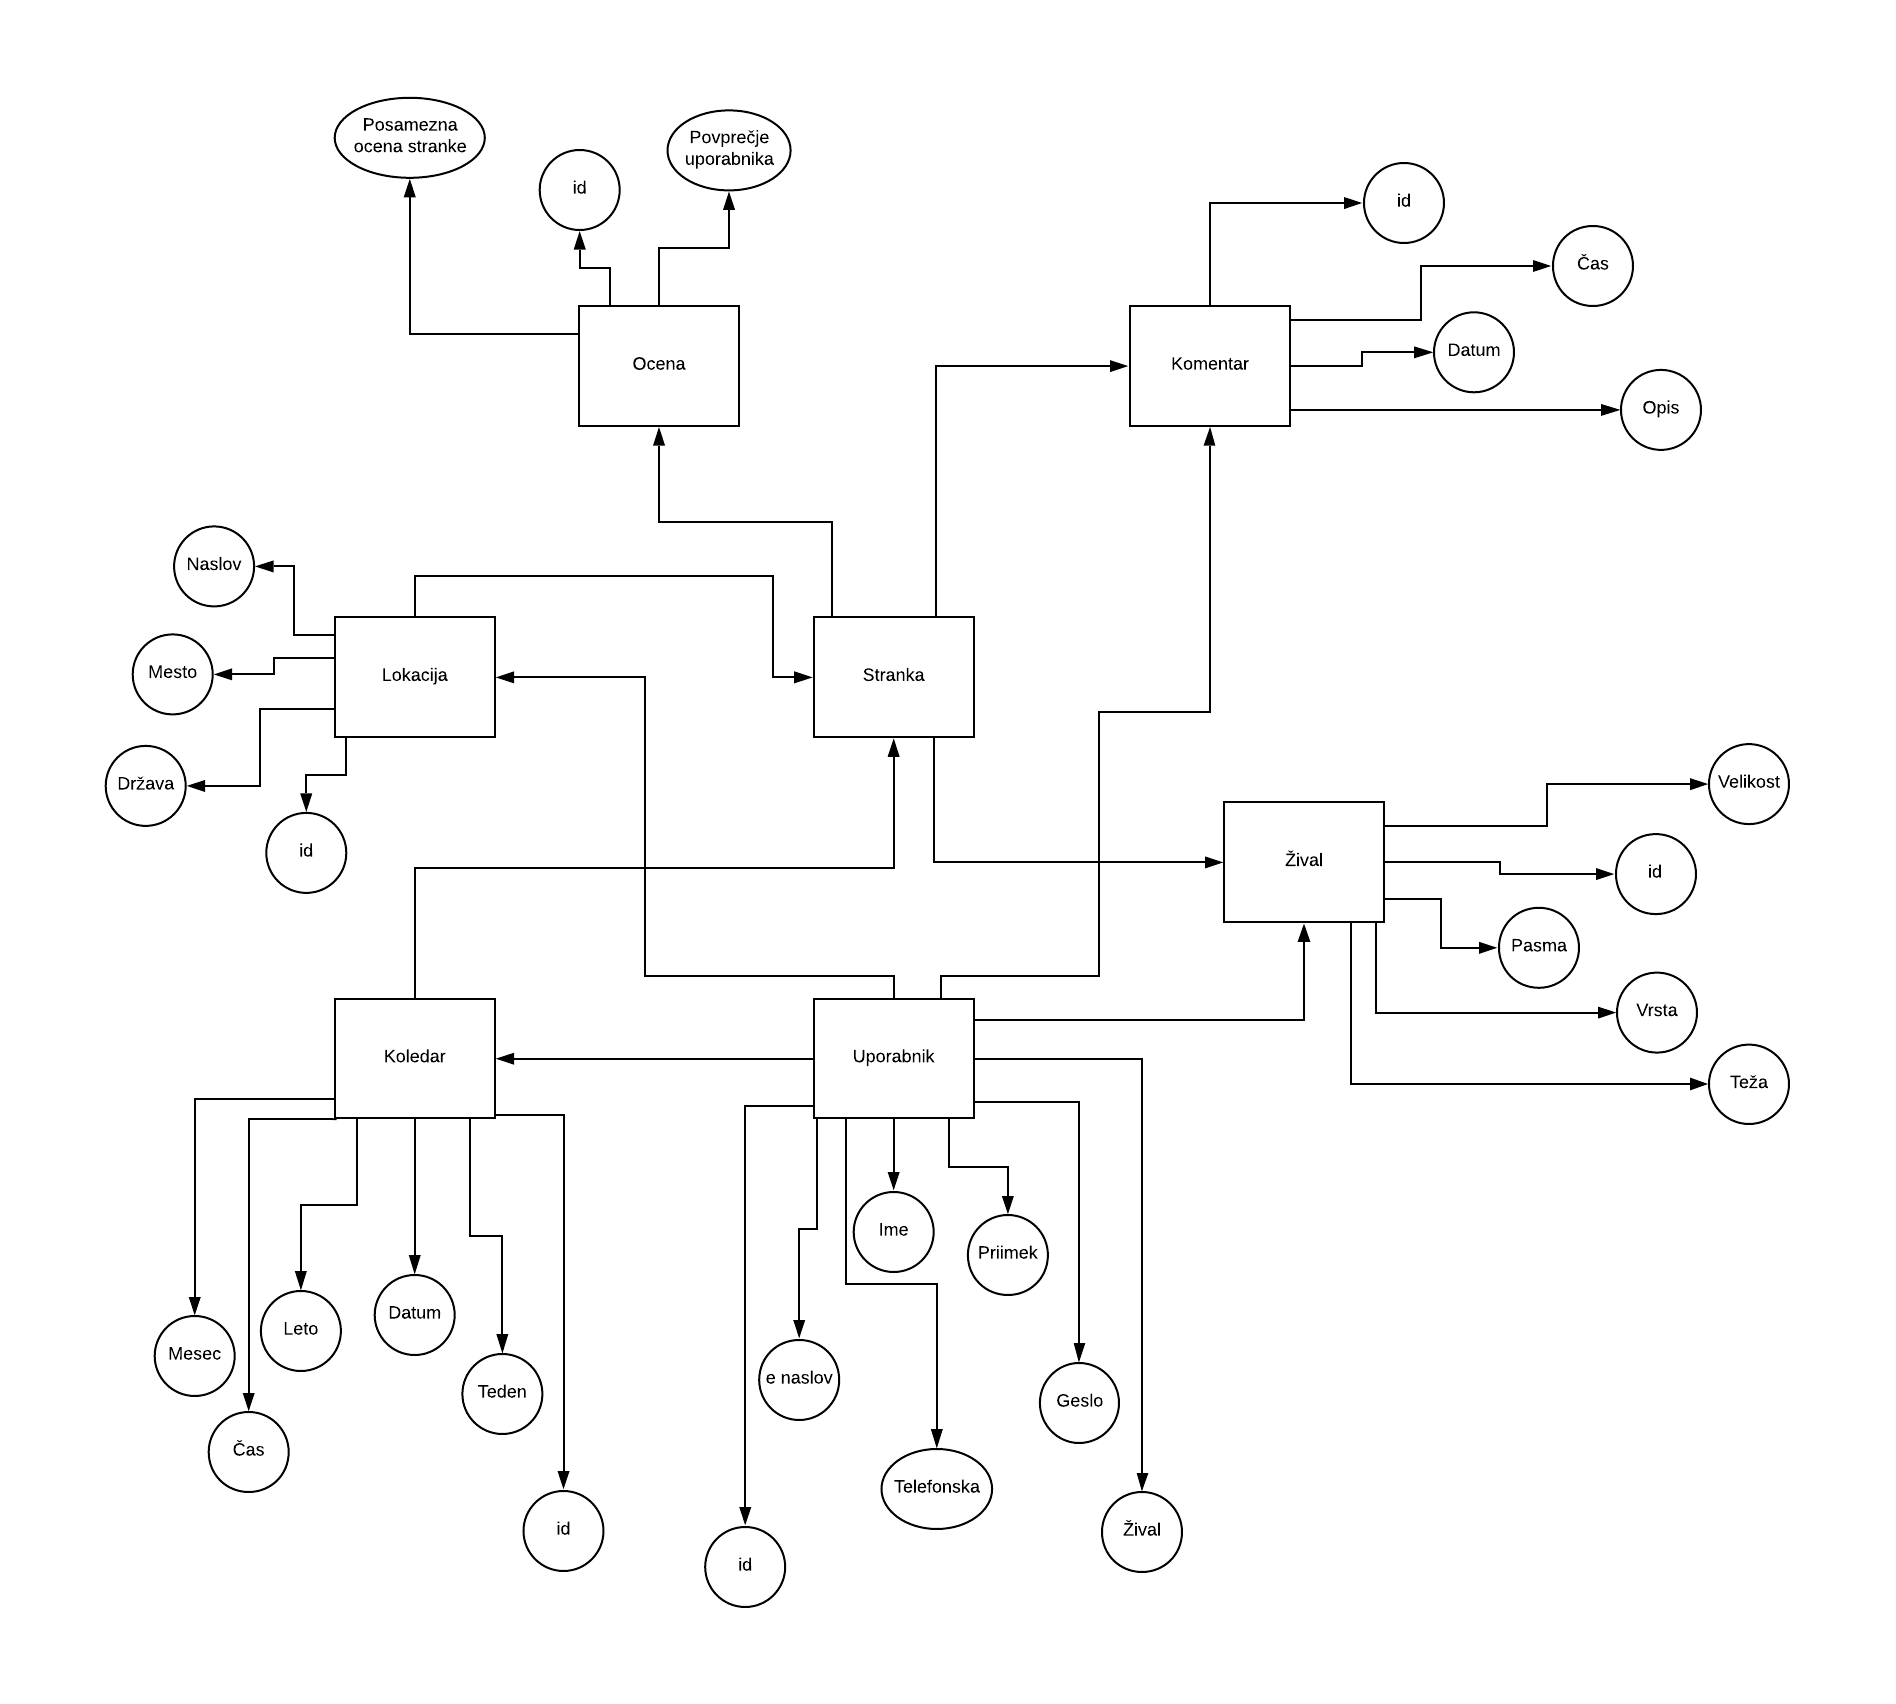 Posamezna
ocena stranke
id
Povprečje
uporabnika
id
Čas
Datum
Opis
Ocena
Komentar
Naslov
Mesto
Država
id
Lokacija
Stranka
Žival
Velikost
id
Pasma
Vrsta
Teža
Koledar
Uporabnik
Mesec
Čas
Leto
Datum
Teden
id
Ime
Priimek
e naslov
Geslo
Telefonska
Žival
id